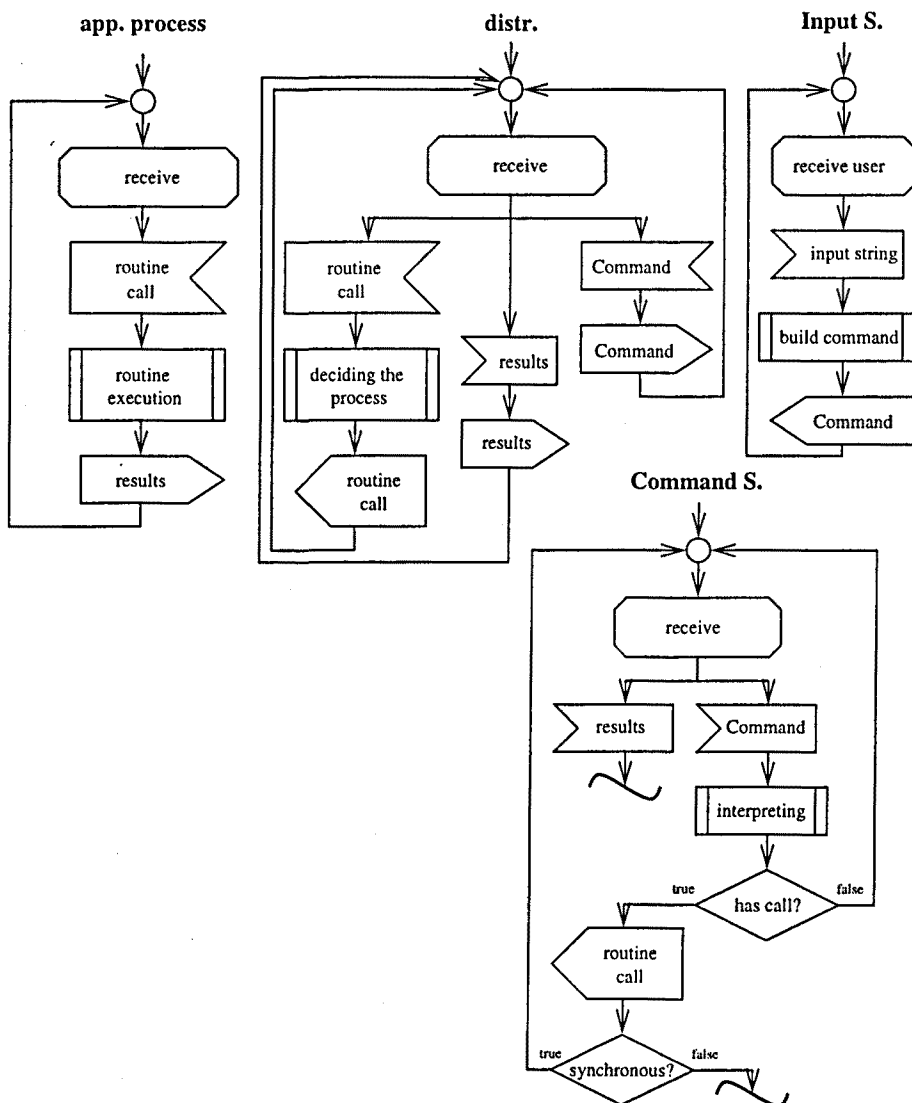 app. process
receive
routine
call
routine
execution
results
distr.
receive
routine
call
deciding the
process
routine
call
results
results
Command
Command
Input S.
receive user
input string
build command
Command
Command S.
receive
results
Command
interpreting
true
has call?
false
routine
call
true
synchronous?
false